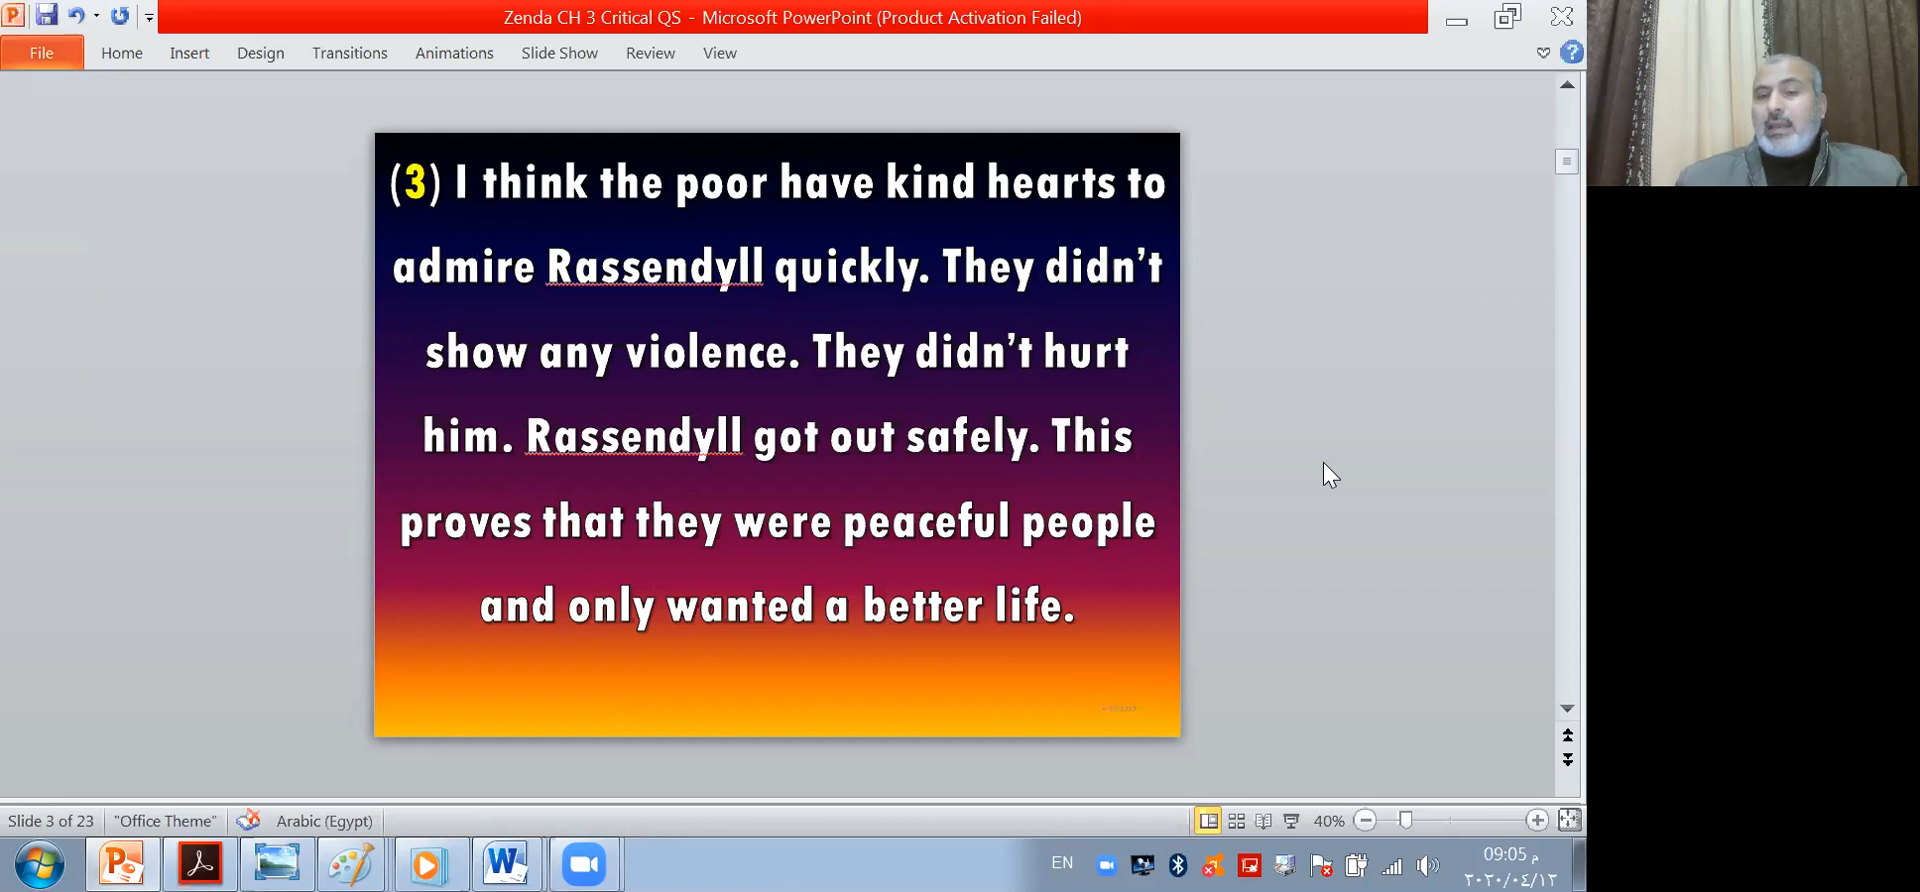 Zenda CH 3 Critical QS - Microsoft PowerPoint (Product Activation Failed)
File Home Insert Design Transitions Animations Slide Show Review View
(3) I think the poor have kind hearts to
admire Rassendyll quickly. They didn’t
show any violence. They didn’t hurt
him. Rassendyll got out safely. This
proves that they were peaceful people
and only wanted a better life.
Slide 3 of 23 "Office Theme" Arabic (Egypt) 40%
EN 09:05 م
٢٠٢٠/٠٤/١٢